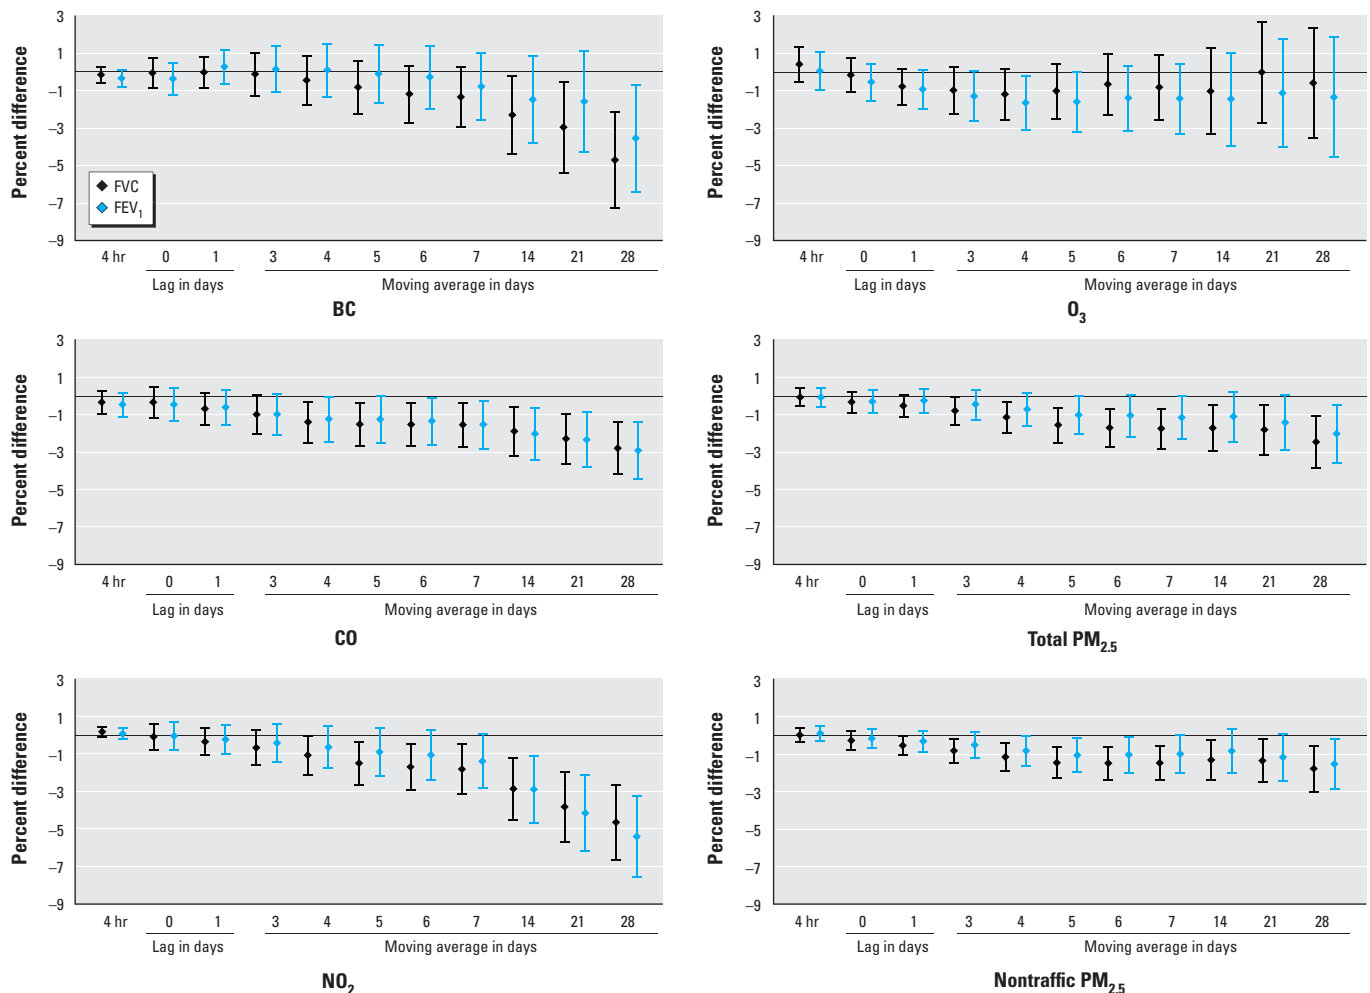 Percent difference
3
1
–1
–3
–5
–7
–9
FVC
FEV1
4 hr 0 1 3 4 5 6 7 14 21 28
Lag in days Moving average in days
BC
Percent difference
3
1
–1
–3
–5
–7
–9
4 hr 0 1 3 4 5 6 7 14 21 28
Lag in days Moving average in days
O3
Percent difference
3
1
–1
–3
–5
–7
–9
4 hr 0 1 3 4 5 6 7 14 21 28
Lag in days Moving average in days
CO
Percent difference
3
1
–1
–3
–5
–7
–9
4 hr 0 1 3 4 5 6 7 14 21 28
Lag in days Moving average in days
Total PM2.5
Percent difference
3
1
–1
–3
–5
–7
–9
4 hr 0 1 3 4 5 6 7 14 21 28
Lag in days Moving average in days
NO2
Percent difference
3
1
–1
–3
–5
–7
–9
4 hr 0 1 3 4 5 6 7 14 21 28
Lag in days Moving average in days
Nontraffic PM2.5